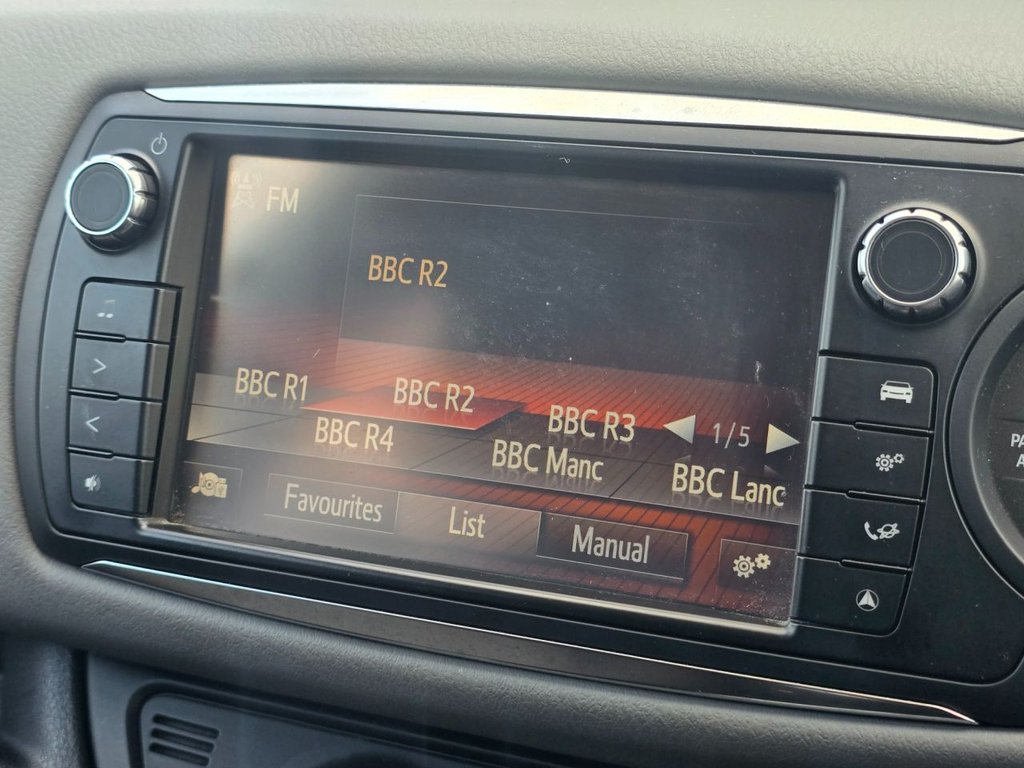 FM
BBC R2
BBC R1 BBC R2 BBC R3
BBC R4 BBC Manc BBC Lanc
1/5
Favourites List Manual